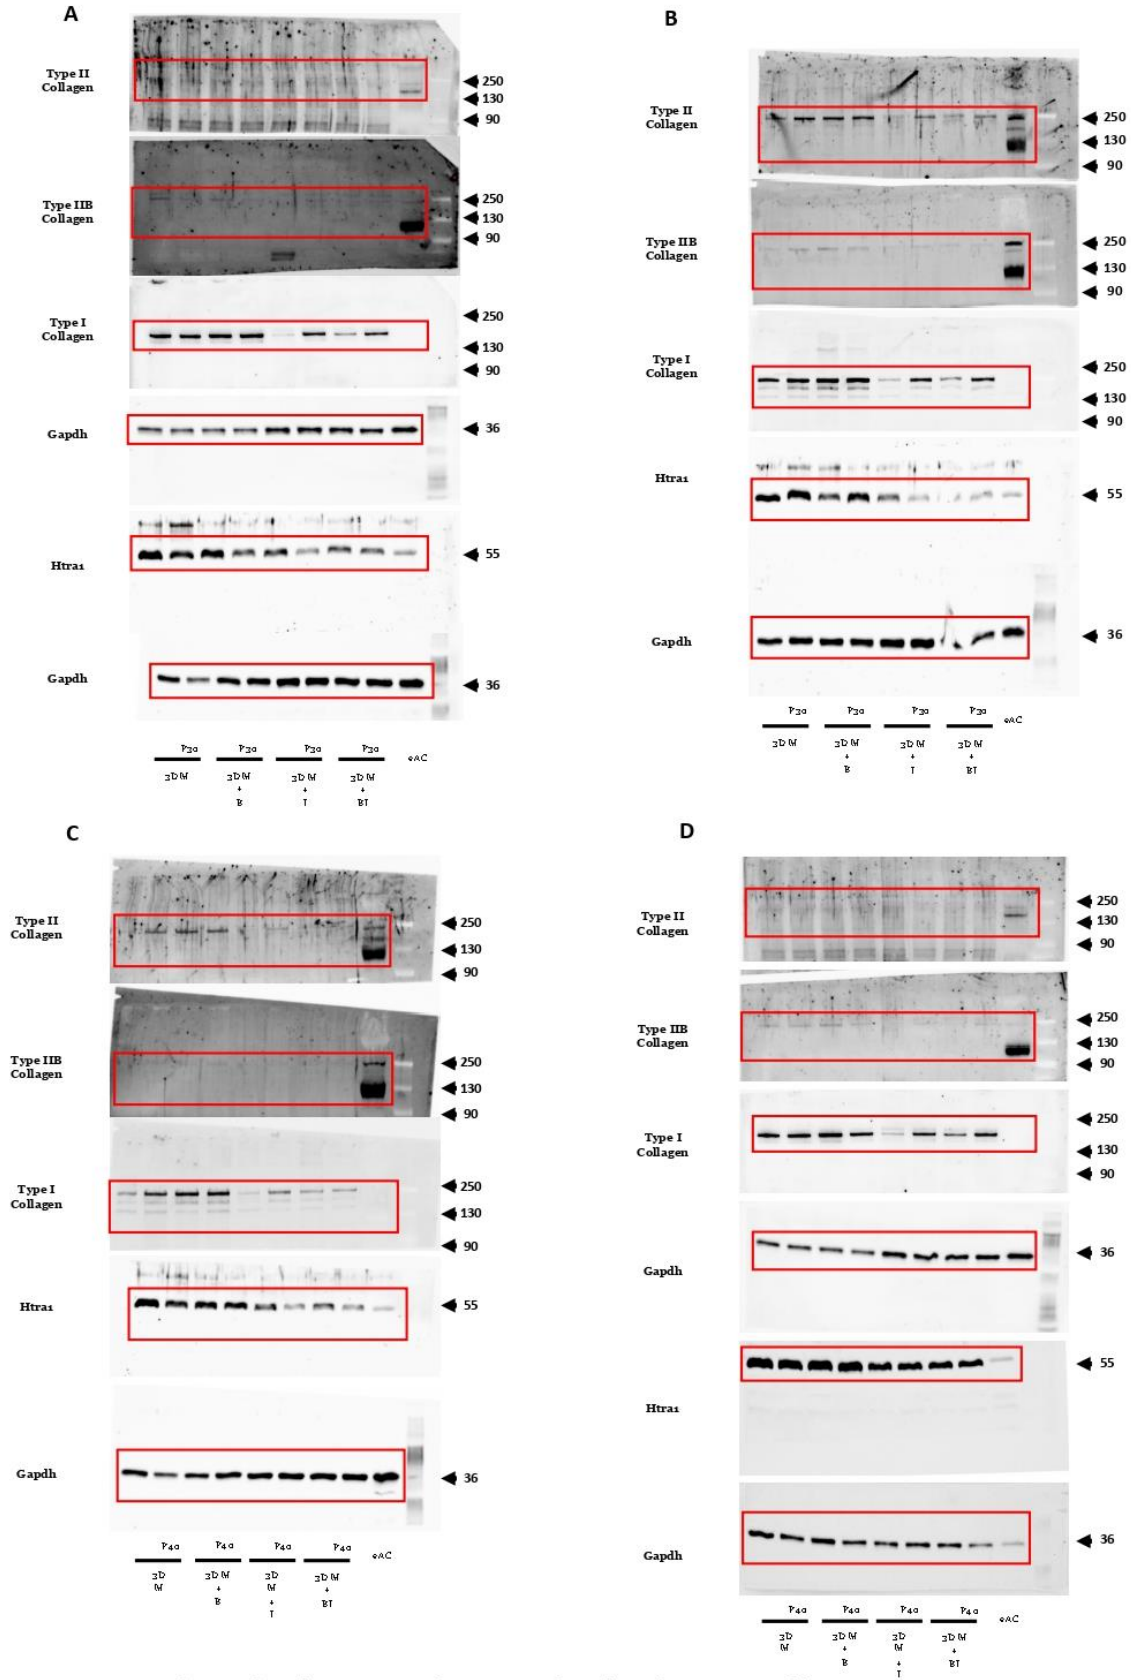 A
Type II
Collagen
250
130
90
Type IIB
Collagen
250
130
90
Type I
Collagen
250
130
90
Gapdh
36
Htra1
55
Gapdh
36
P3a P3a P3a P3a eAC
3D W 3D W 3D W 3D W
+ + +
B I BI
B
Type II
Collagen
250
130
90
Type IIB
Collagen
250
130
90
Type I
Collagen
250
130
90
Htra1
55
Gapdh
36
P3a P3a P3a P3a eAC
3D W 3D W 3D W 3D W
+ + +
B I BI
C
Type II
Collagen
250
130
90
Type IIB
Collagen
250
130
90
Type I
Collagen
250
130
90
Htra1
55
Gapdh
36
P4a P4a P4a P4a eAC
3D 3D W 3D 3D W
W + W +
B + BI
I
D
Type II
Collagen
250
130
90
Type IIB
Collagen
250
130
90
Type I
Collagen
250
130
90
Gapdh
36
Htra1
55
Gapdh
36
P4a P4a P4a P4a eAC
3D 3D W 3D 3D W
W + W +
B + BI
I